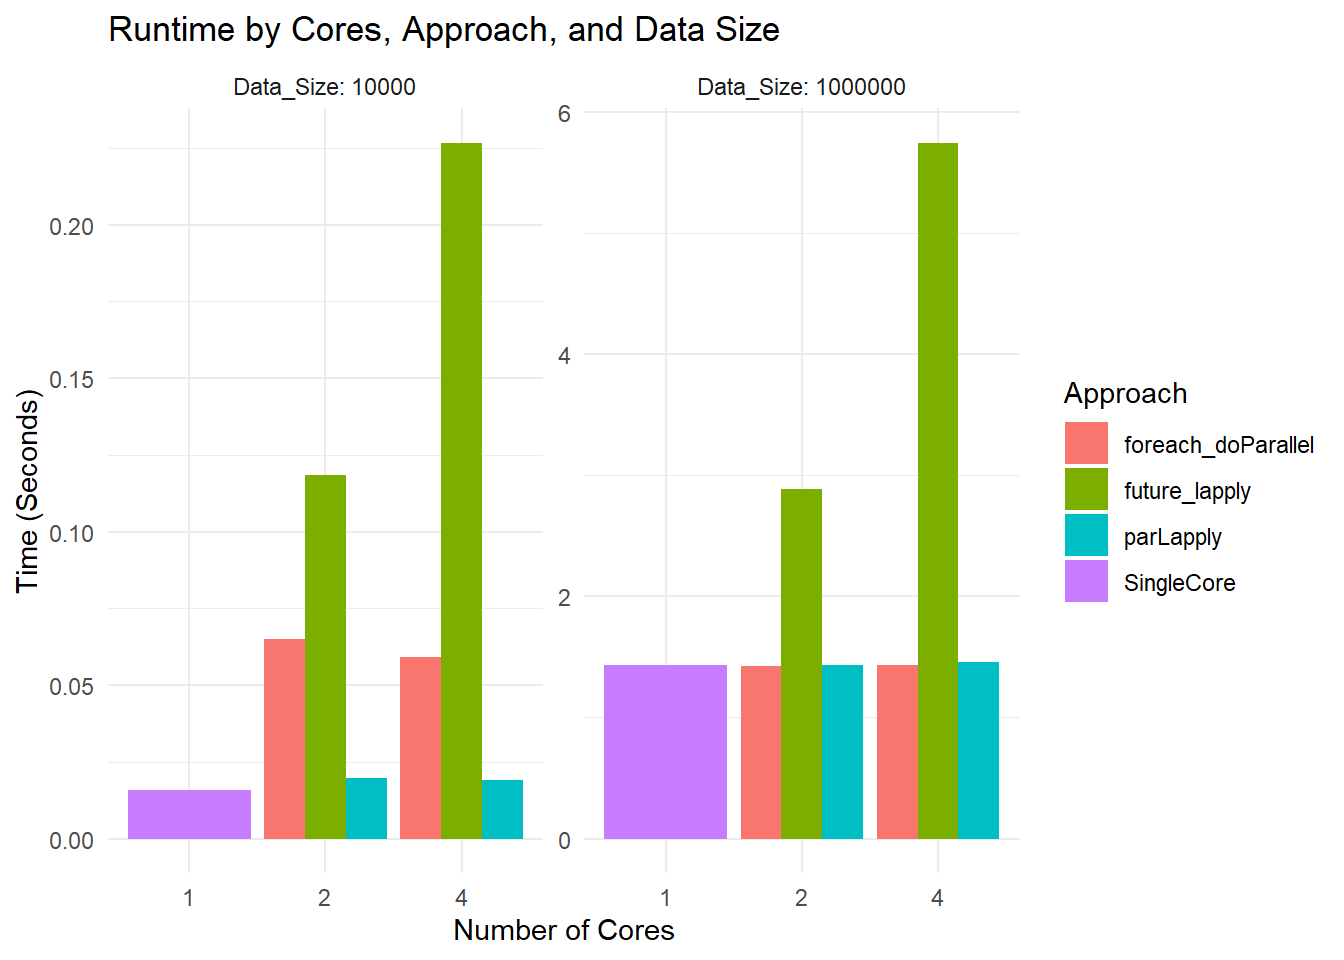 Runtime by Cores, Approach, and Data Size
Data_Size: 10000
Data_Size: 1000000
Time (Seconds)
0.20
0.15
0.10
0.05
0.00
1
2
4
6
4
2
0
1
2
4
Number of Cores
Approach
foreach_doParallel
future_lapply
parLapply
SingleCore